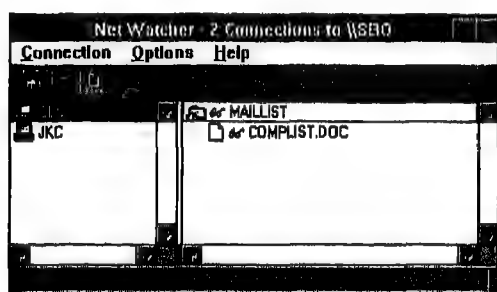 Net Watcher - 2 Connections to \\SBO
Connection Options Help
MAILLIST
JKC
COMPLIST.DOC